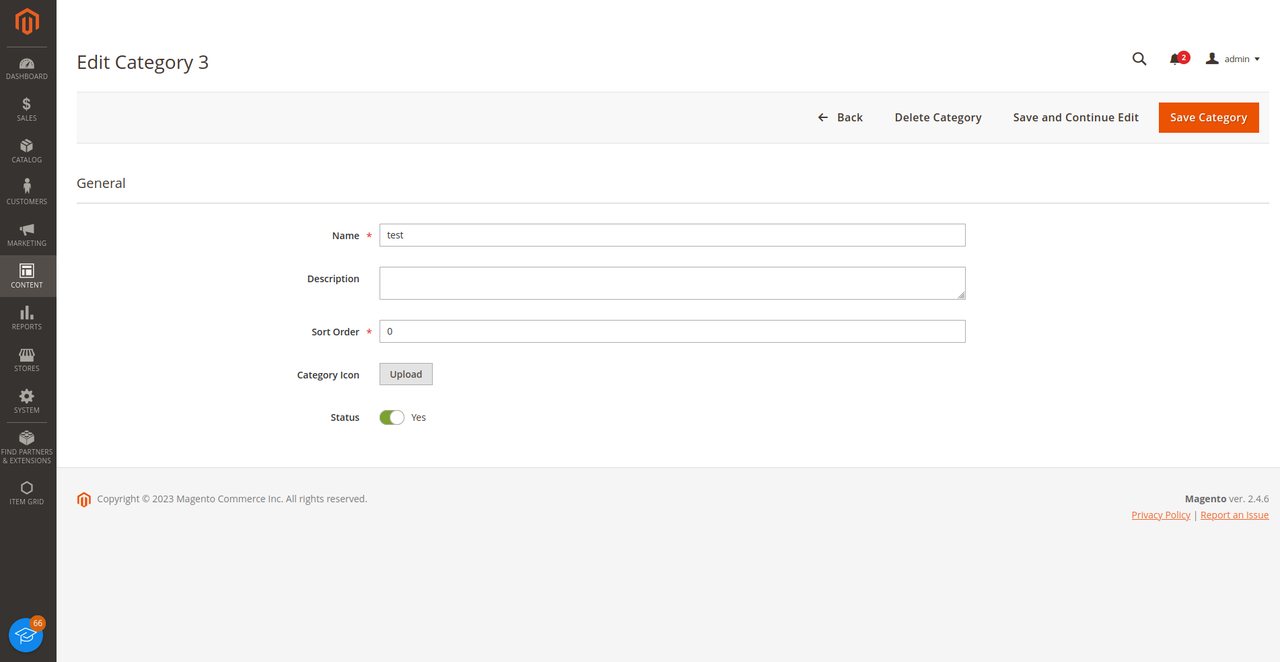 Edit Category 3
2
admin
Back
Delete Category
Save and Continue Edit
Save Category
DASHBOARD
SALES
CATALOG
CUSTOMERS
MARKETING
CONTENT
REPORTS
STORES
SYSTEM
FIND PARTNERS
& EXTENSIONS
ITEM GRID
66
General
Name *
test
Description
Sort Order *
0
Category Icon
Upload
Status
Yes
Copyright © 2023 Magento Commerce Inc. All rights reserved.
Magento ver. 2.4.6
Privacy Policy | Report an Issue